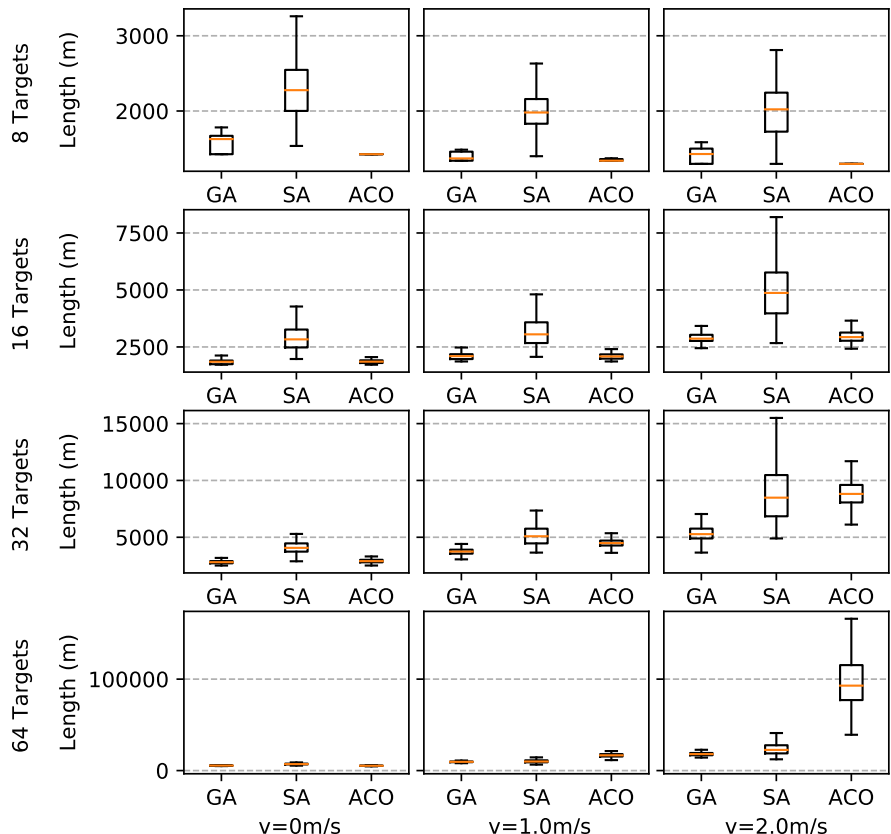 8 Targets
Length (m)
3000
2000
GA SA ACO GA SA ACO GA SA ACO
16 Targets
Length (m)
7500
5000
2500
GA SA ACO GA SA ACO GA SA ACO
32 Targets
Length (m)
15000
10000
5000
GA SA ACO GA SA ACO GA SA ACO
64 Targets
Length (m)
100000
0
GA SA ACO GA SA ACO GA SA ACO
v=0m/s v=1.0m/s v=2.0m/s